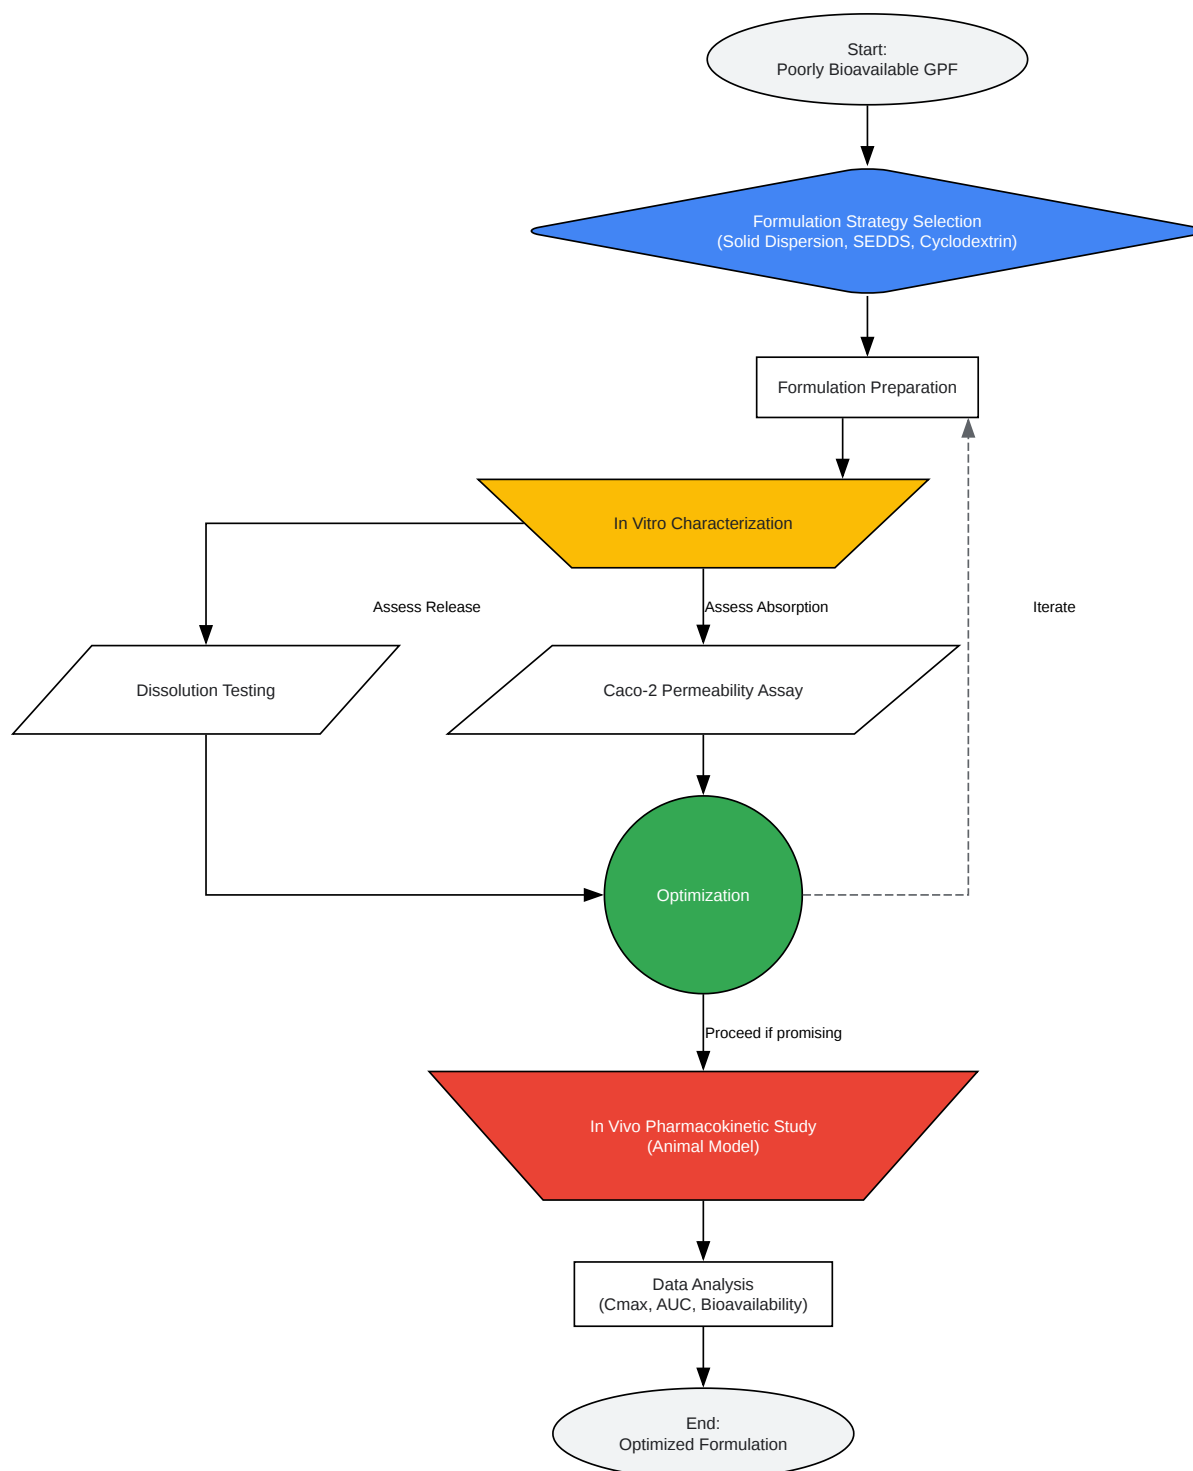 Start:
Poorly Bioavailable GPF
Formulation Strategy Selection
(Solid Dispersion, SEDDS, Cyclodextrin)
Formulation Preparation
In Vitro Characterization
Assess Release
Assess Absorption
Iterate
Dissolution Testing
Caco-2 Permeability Assay
Optimization
Proceed if promising
In Vivo Pharmacokinetic Study
(Animal Model)
Data Analysis
(Cmax, AUC, Bioavailability)
End:
Optimized Formulation